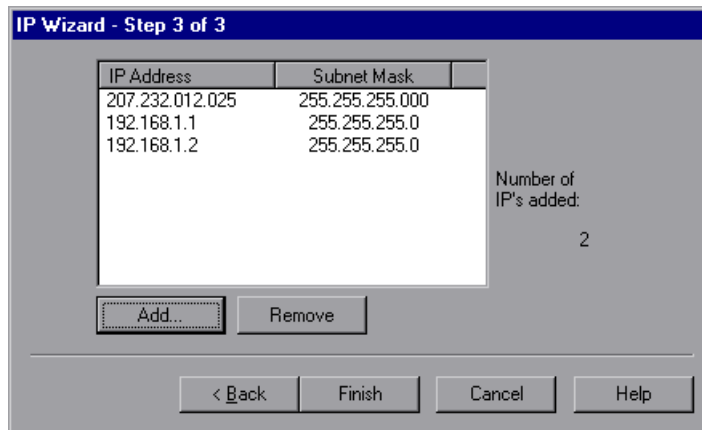 IP Wizard - Step 3 of 3
IP Address Subnet Mask
207.232.012.025 255.255.255.000
192.168.1.1 255.255.255.0
192.168.1.2 255.255.255.0
Number of
IP's added:
2
Add... Remove
< Back Finish Cancel Help